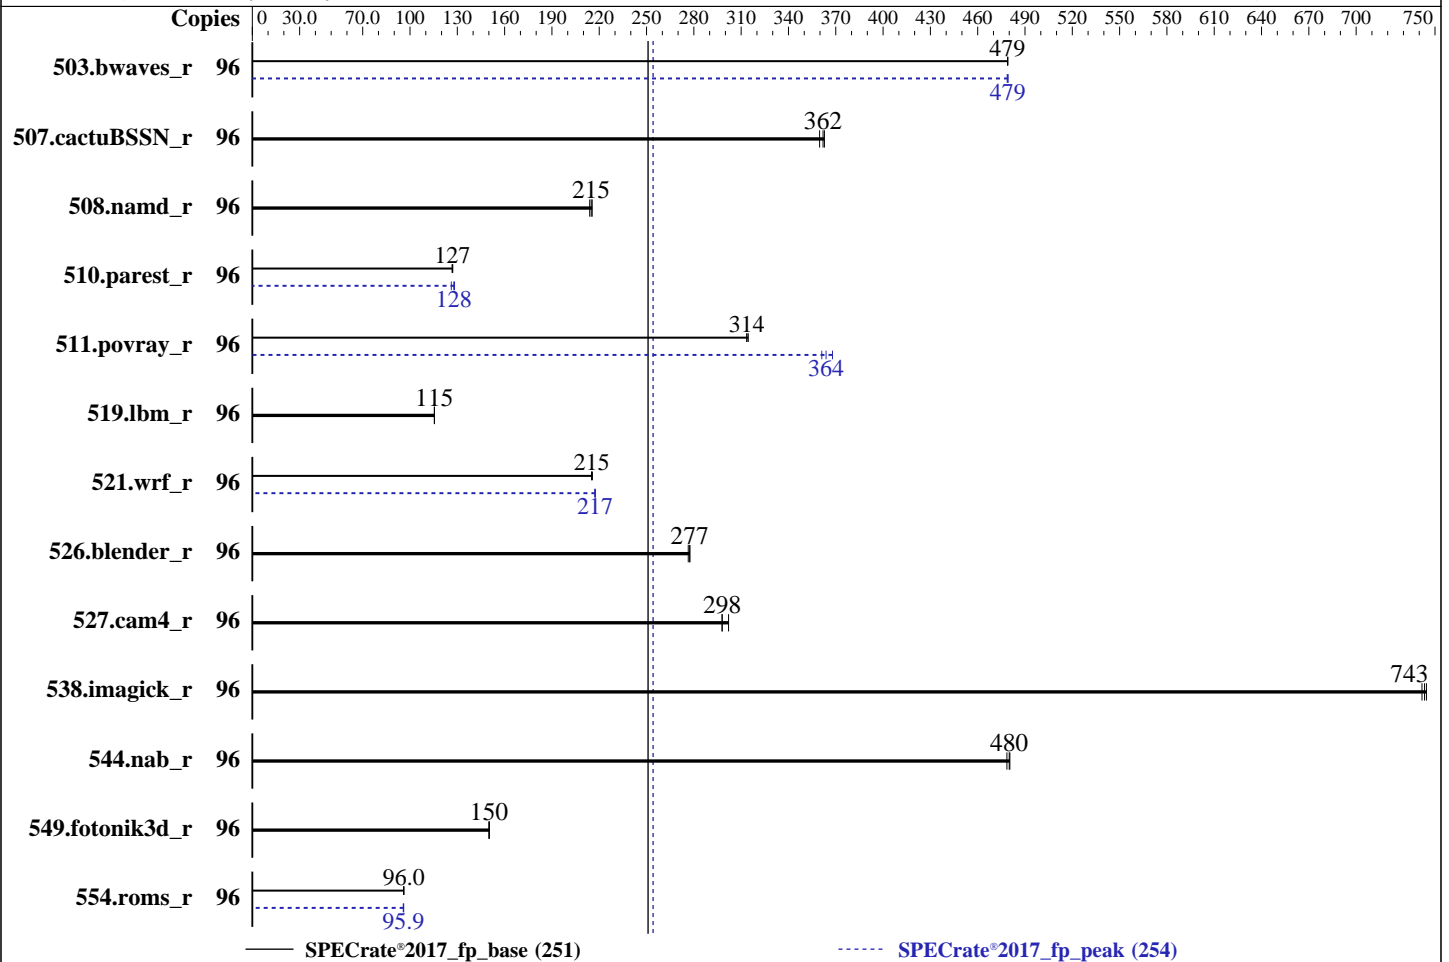 Copies 0 30.0 70.0 100 130 160 190 220 250 280 310 340 370 400 430 460 490 520 550 580 610 640 670 700 750
503.bwaves_r 96 479
479
507.cactuBSSN_r 96 362
508.namd_r 96 215
510.parest_r 96 127
128
511.povray_r 96 314
364
519.lbm_r 96 115
521.wrf_r 96 215
217
526.blender_r 96 277
527.cam4_r 96 298
538.imagick_r 96 743
544.nab_r 96 480
549.fotonik3d_r 96 150
554.roms_r 96 96.0
95.9
SPECrate®2017_fp_base (251) SPECrate®2017_fp_peak (254)